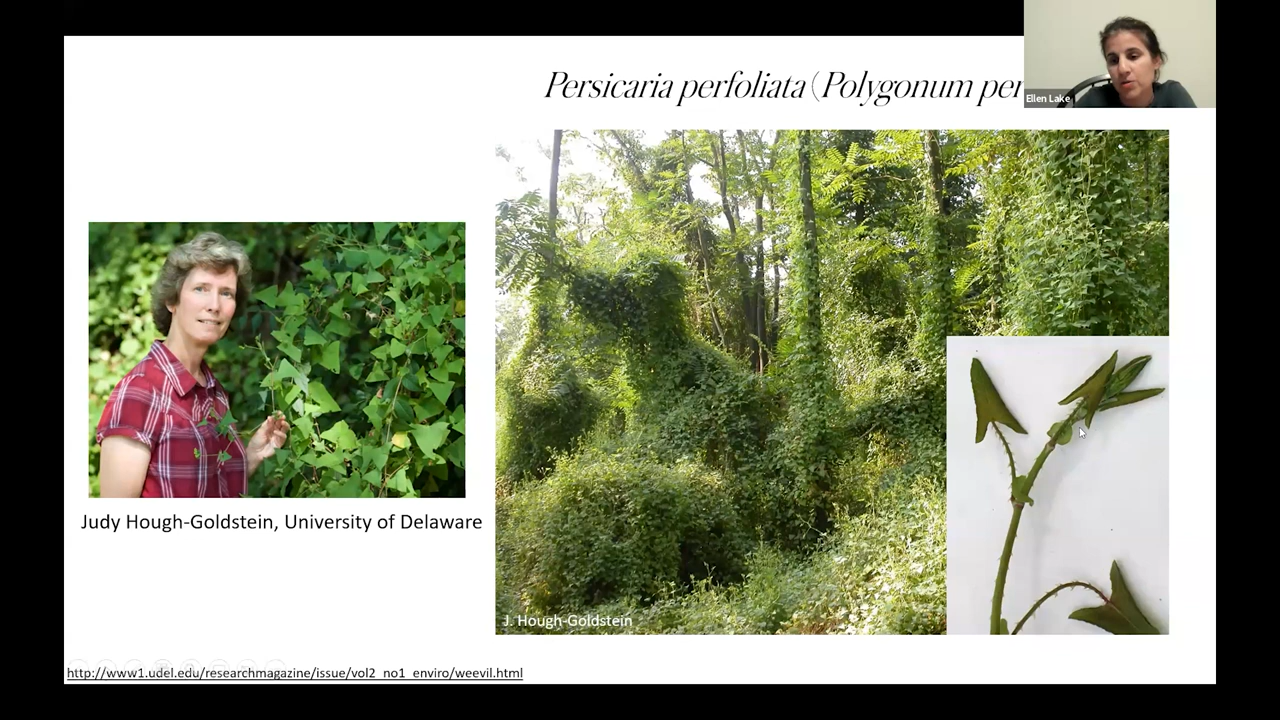 Persicaria perfoliata (Polygonum per
Ellen Lake
Judy Hough-Goldstein, University of Delaware
J. Hough-Goldstein
http://www1.udel.edu/researchmagazine/issue/vol2_no1_enviro/weevil.html